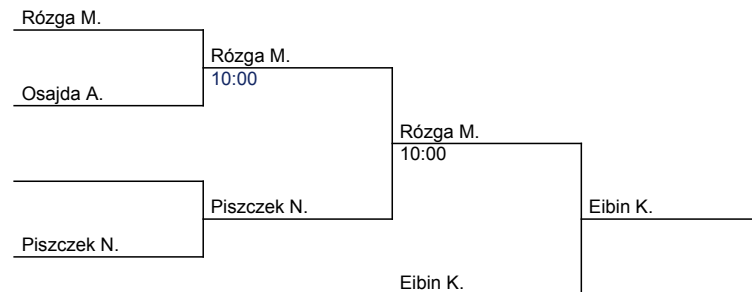 Rózga M.
Rózga M.
10:00
Osajda A.
Rózga M.
10:00
Piszczek N.
Eibin K.
Piszczek N.
Eibin K.